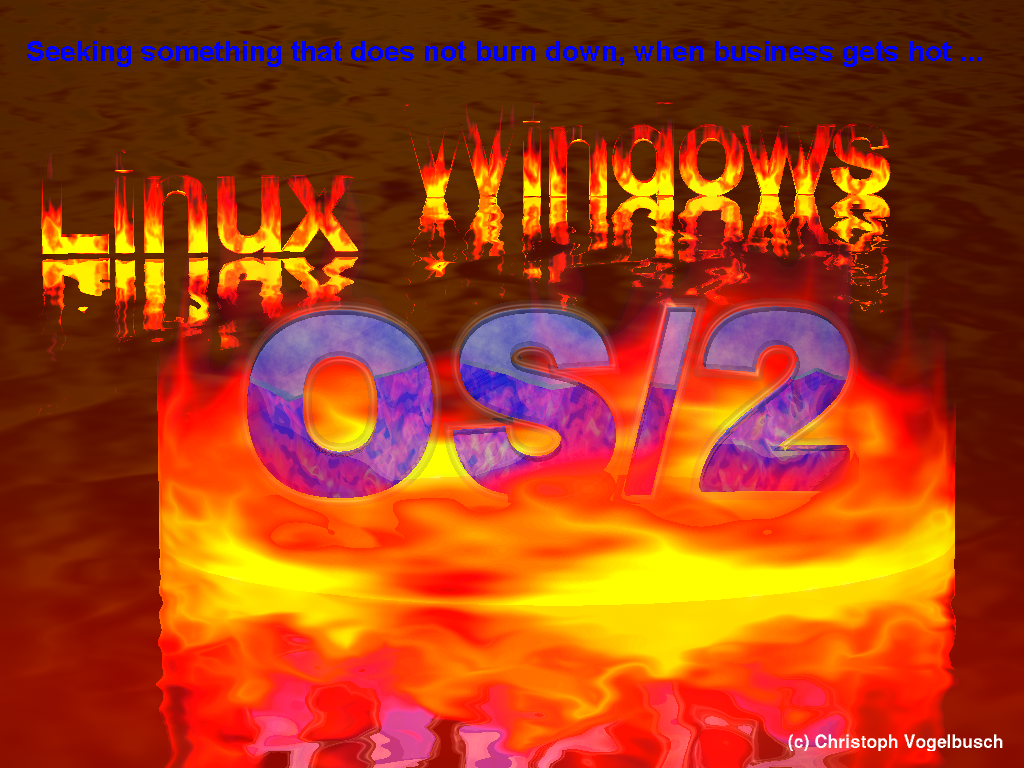 Seeking something that does not burn down, when business gets hot ...
Linux
Windows
OS/2
(c) Christoph Vogelbusch